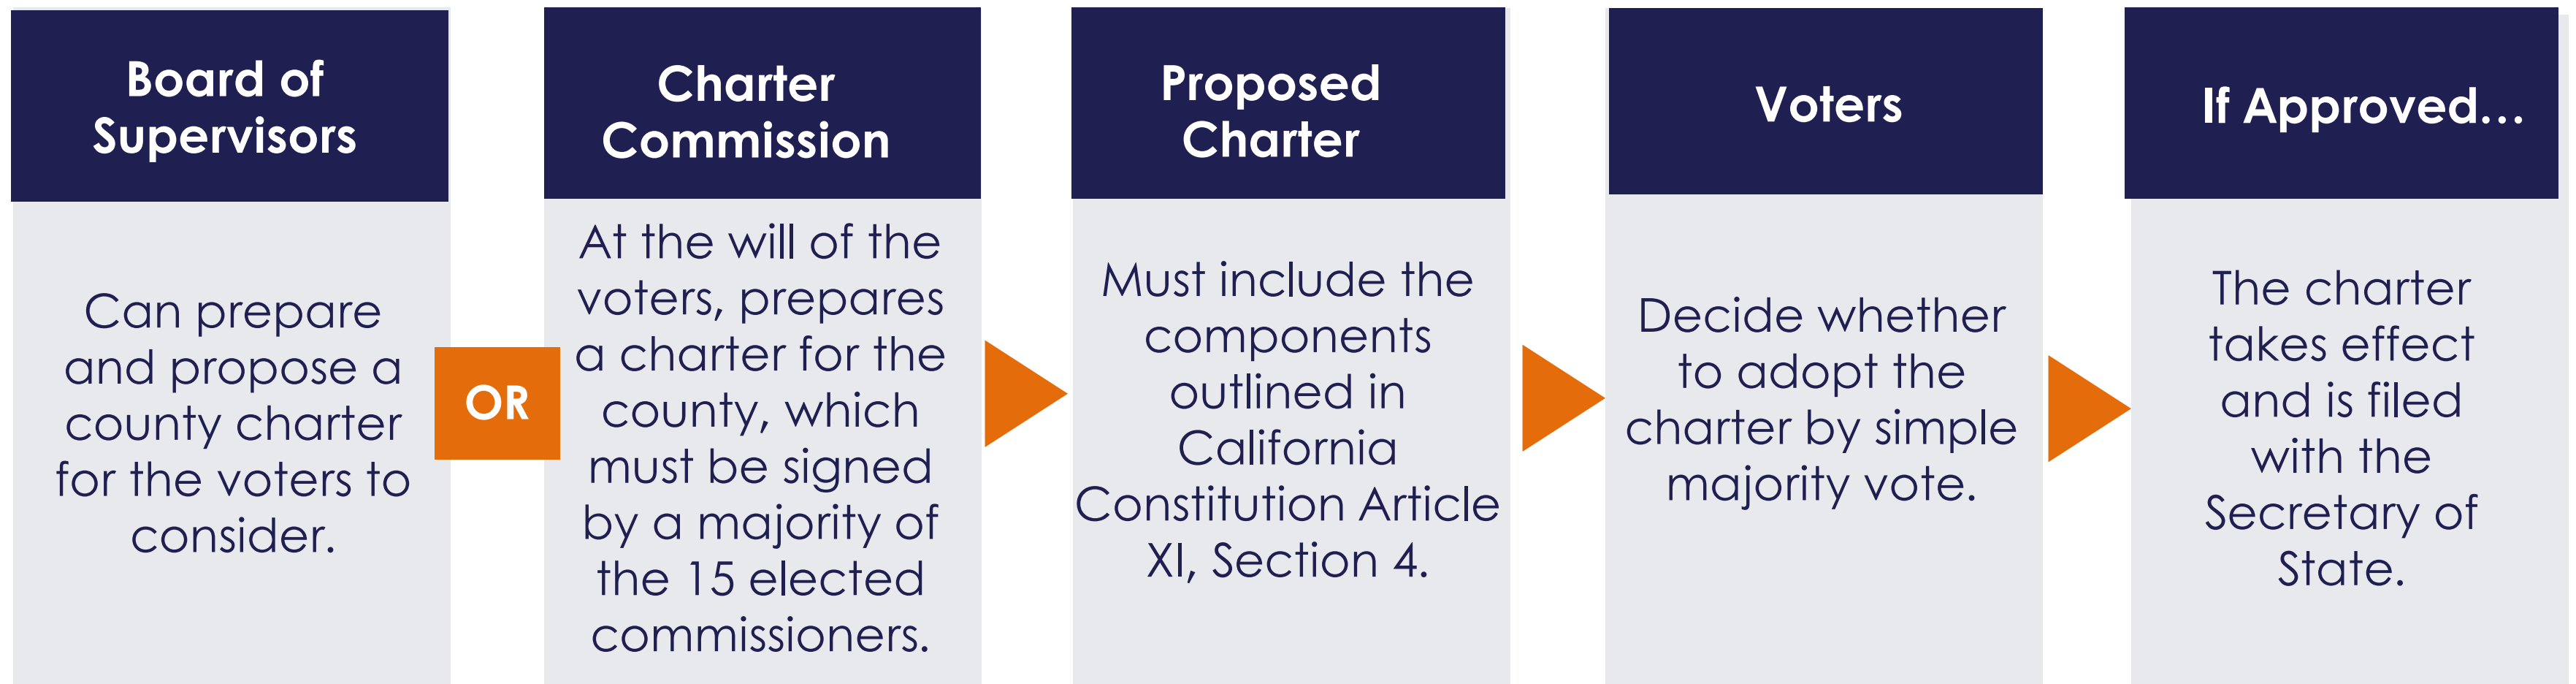 Board of
Supervisors
Can prepare
and propose a
county charter
for the voters to
consider.
OR
Charter
Commission
At the will of the
voters, prepares
a charter for the
county, which
must be signed
by a majority of
the 15 elected
commissioners.
Proposed
Charter
Must include the
components
outlined in
California
Constitution Article
XI, Section 4.
Voters
Decide whether
to adopt the
charter by simple
majority vote.
If Approved...
The charter
takes effect
and is filed
with the
Secretary of
State.